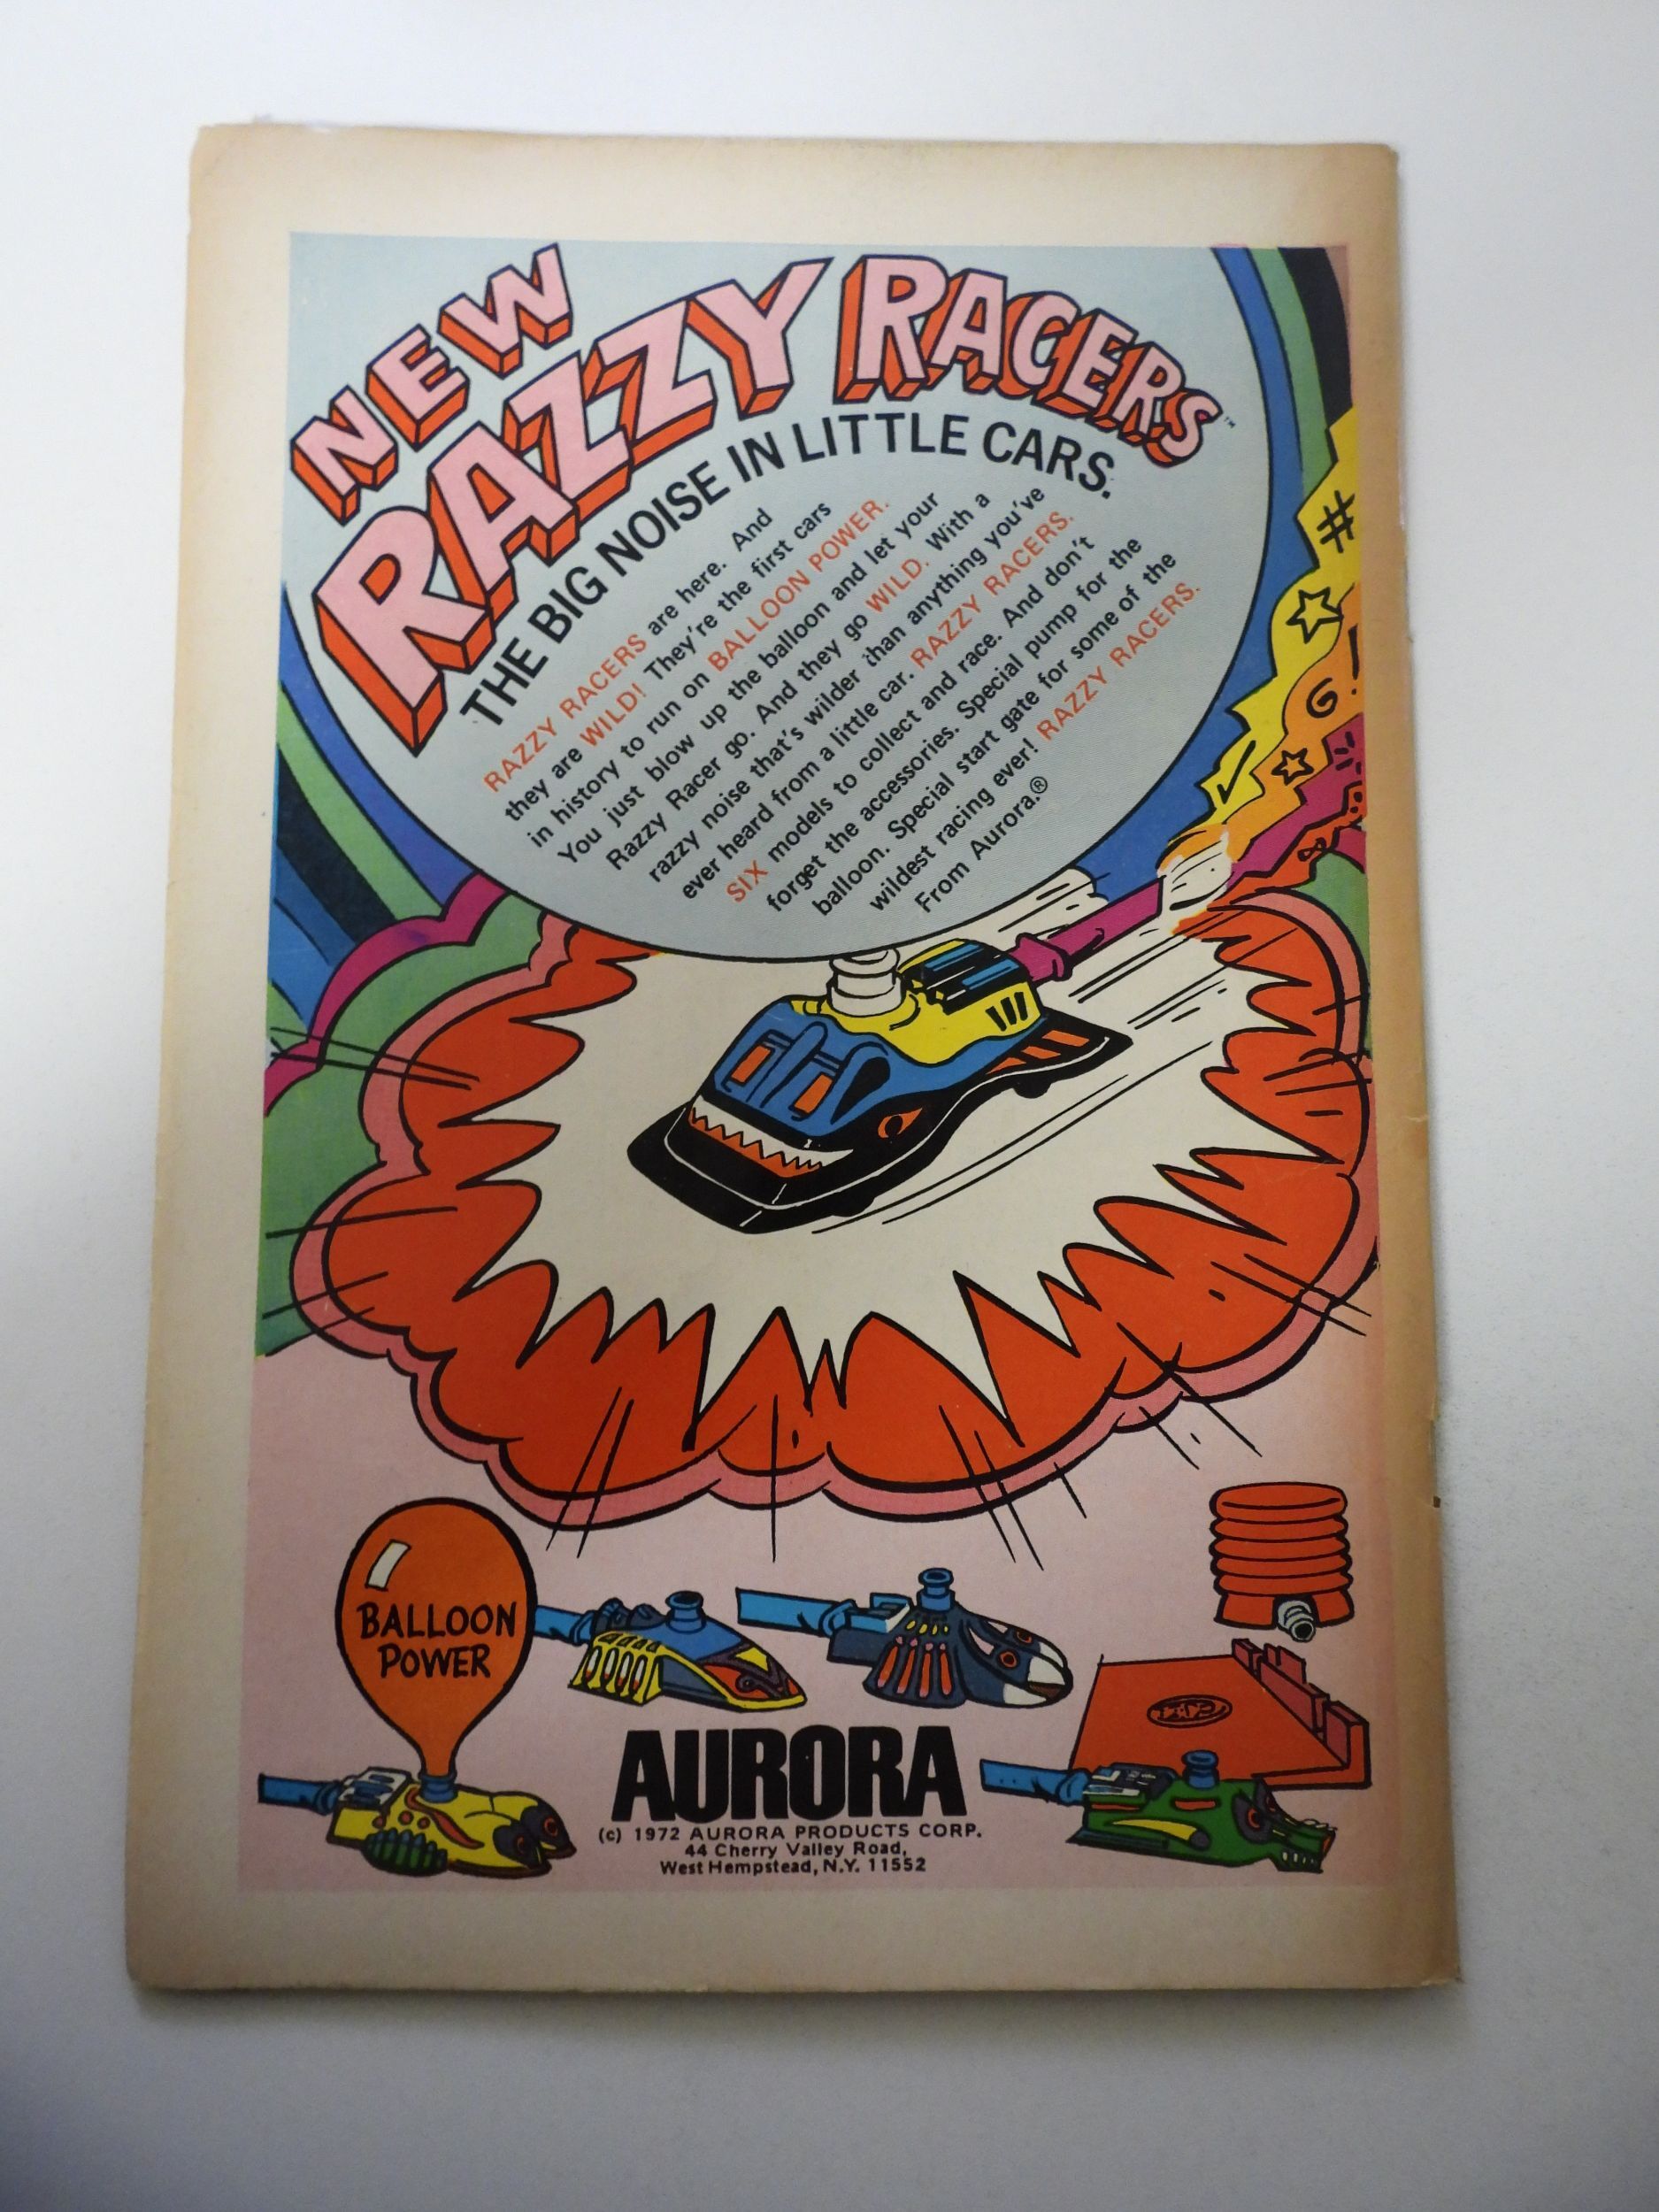 NEW
RAZZY RACERS™
THE BIG NOISE IN LITTLE CARS.
RAZZY RACERS are here. And
they are WILD! They're the first cars
in history to run on BALLOON POWER.
You just blow up the balloon and let your
Razzy Racer go. And they go WILD. With a
razzy noise that's wilder than anything you've
ever heard from a little car. RAZZY RACERS.
SIX models to collect and race. And don't
forget the accessories. Special pump for the
balloon. Special start gate for some of the
wildest racing ever! RAZZY RACERS.
From Aurora.®
#
G!
BALLOON
POWER
AURORA
(c) 1972 AURORA PRODUCTS CORP.
44 Cherry Valley Road,
West Hempstead, N.Y. 11552